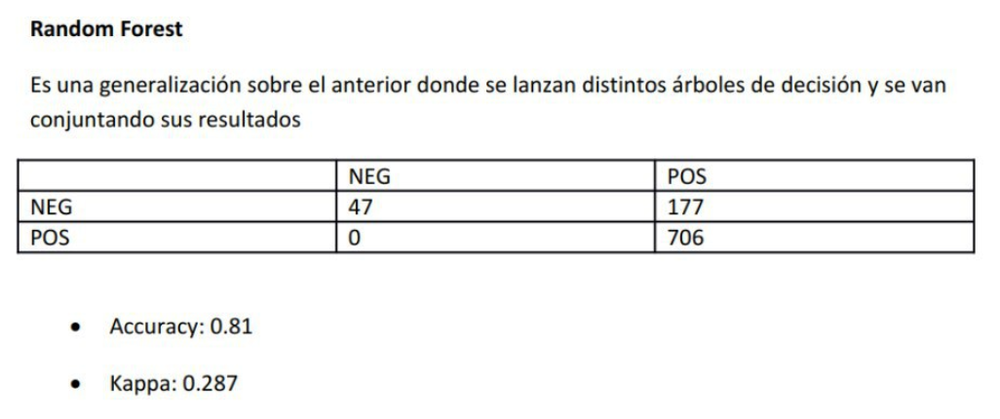 Random Forest
Es una generalización sobre el anterior donde se lanzan distintos árboles de decisión y se van
conjuntando sus resultados
NEG POS
NEG 47 177
POS 0 706
• Accuracy: 0.81
• Kappa: 0.287